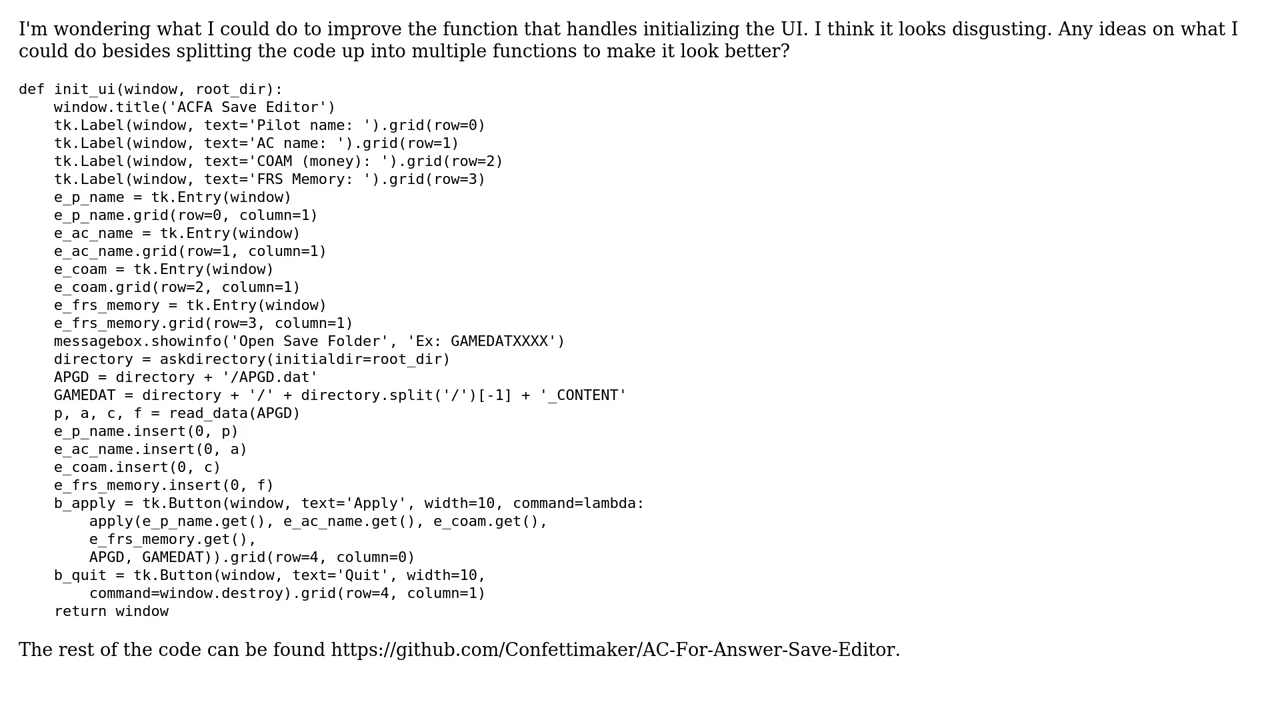 I'm wondering what I could do to improve the function that handles initializing the UI. I think it looks disgusting. Any ideas on what I
could do besides splitting the code up into multiple functions to make it look better?
def init_ui(window, root_dir):
    window.title('ACFA Save Editor')
    tk.Label(window, text='Pilot name: ').grid(row=0)
    tk.Label(window, text='AC name: ').grid(row=1)
    tk.Label(window, text='COAM (money): ').grid(row=2)
    tk.Label(window, text='FRS Memory: ').grid(row=3)
    e_p_name = tk.Entry(window)
    e_p_name.grid(row=0, column=1)
    e_ac_name = tk.Entry(window)
    e_ac_name.grid(row=1, column=1)
    e_coam = tk.Entry(window)
    e_coam.grid(row=2, column=1)
    e_frs_memory = tk.Entry(window)
    e_frs_memory.grid(row=3, column=1)
    messagebox.showinfo('Open Save Folder', 'Ex: GAMEDATXXXX')
    directory = askdirectory(initialdir=root_dir)
    APGD = directory + '/APGD.dat'
    GAMEDAT = directory + '/' + directory.split('/')[-1] + '_CONTENT'
    p, a, c, f = read_data(APGD)
    e_p_name.insert(0, p)
    e_ac_name.insert(0, a)
    e_coam.insert(0, c)
    e_frs_memory.insert(0, f)
    b_apply = tk.Button(window, text='Apply', width=10, command=lambda:
        apply(e_p_name.get(), e_ac_name.get(), e_coam.get(),
        e_frs_memory.get(),
        APGD, GAMEDAT)).grid(row=4, column=0)
    b_quit = tk.Button(window, text='Quit', width=10,
        command=window.destroy).grid(row=4, column=1)
    return window
The rest of the code can be found https://github.com/Confettimaker/AC-For-Answer-Save-Editor.